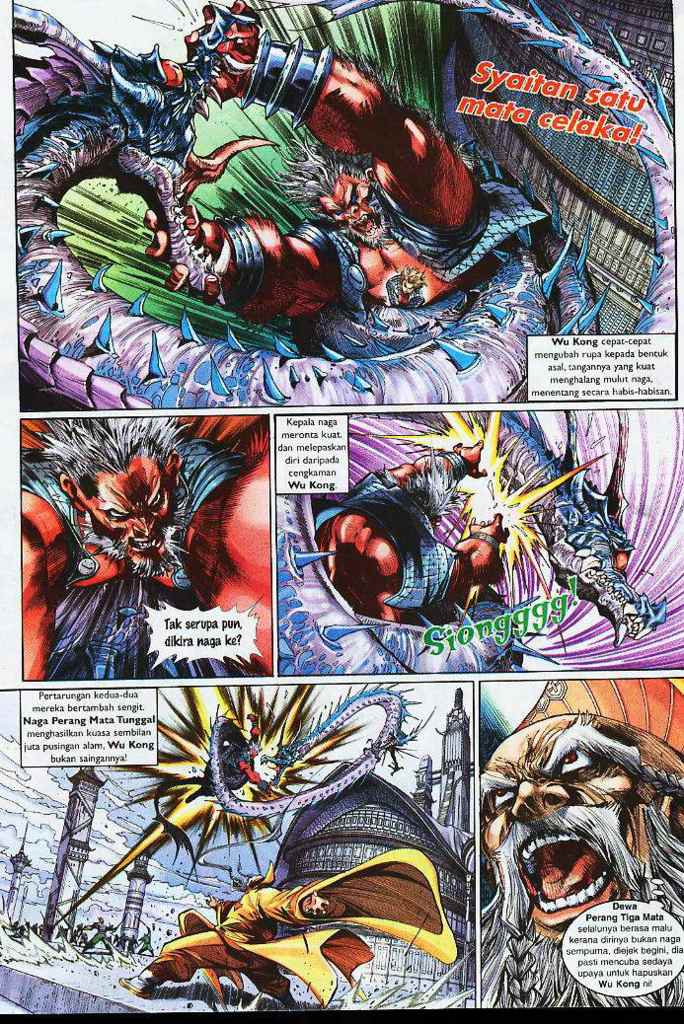 Syaitan satu
mata celaka!
Wu Kong cepat-cepat
mengubah rupa kepada bentuk
asal, tangannya yang kuat
menghalang mulut naga,
menentang secara habis-habisan.
Tak serupa pun,
dikira naga ke?
Kepala naga
meronta kuat
dan melepaskan
diri daripada
cengkaman
Wu Kong.
Siongggg!
Pertarungan kedua-dua
mereka bertambah sengit.
Naga Perang Mata Tunggal
menghasilkan kuasa sembilan
juta pusingan alam, Wu Kong
bukan saingannya!
Dewa
Perang Tiga Mata
selalunya berasa malu
kerana dirinya bukan naga
sempurna, diejek begini, dia
pasti mencuba sedaya
upaya untuk hapuskan
Wu Kong ni!